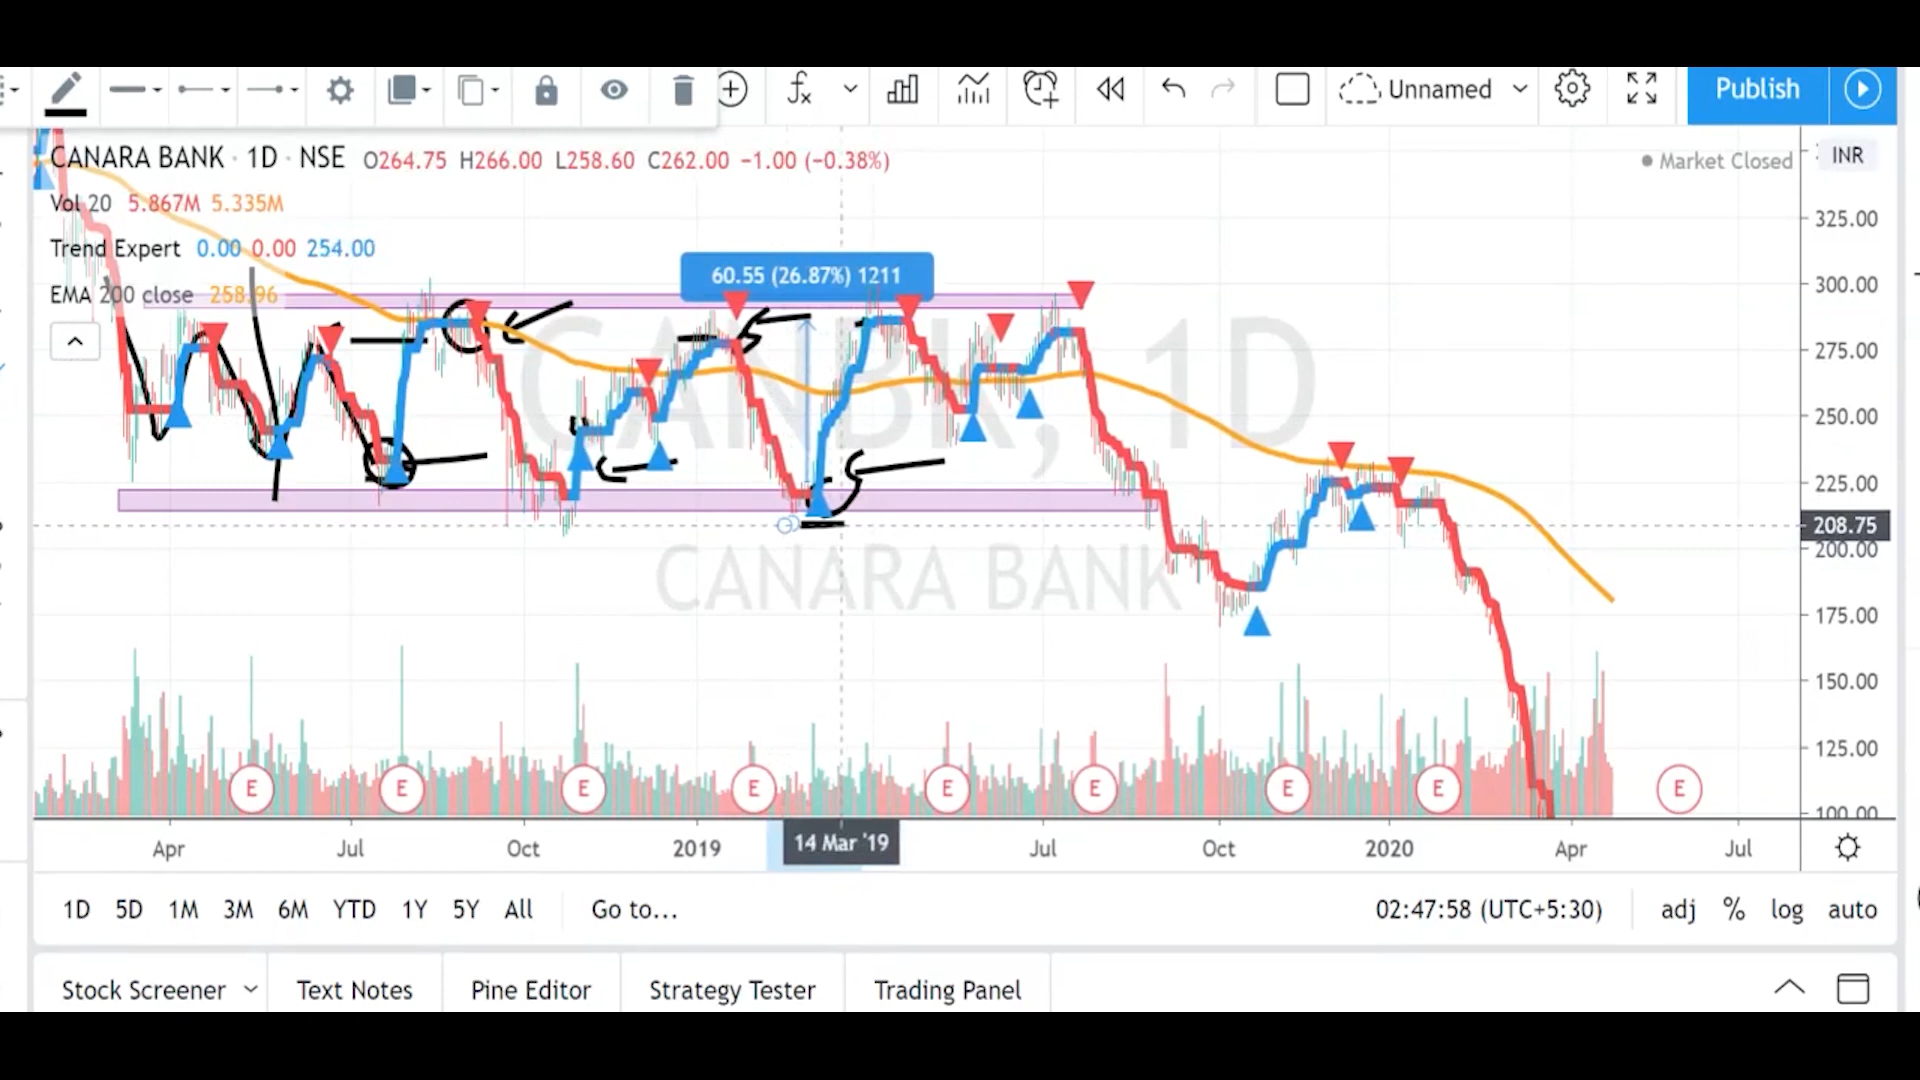 Unnamed
Publish
CANARA BANK · 1D · NSE O264.75 H266.00 L258.60 C262.00 −1.00 (−0.38%)
Market Closed
INR
Vol 20 5.867M 5.335M
Trend Expert 0.00 0.00 254.00
EMA 200 close 258.96
60.55 (26.87%) 1211
CANBK, 1D
CANARA BANK
325.00
300.00
275.00
250.00
225.00
208.75
200.00
175.00
150.00
125.00
100.00
E E E E E E E E E
Apr Jul Oct 2019 14 Mar '19 Jul Oct 2020 Apr Jul
1D 5D 1M 3M 6M YTD 1Y 5Y All Go to... 02:47:58 (UTC+5:30) adj % log auto
Stock Screener Text Notes Pine Editor Strategy Tester Trading Panel